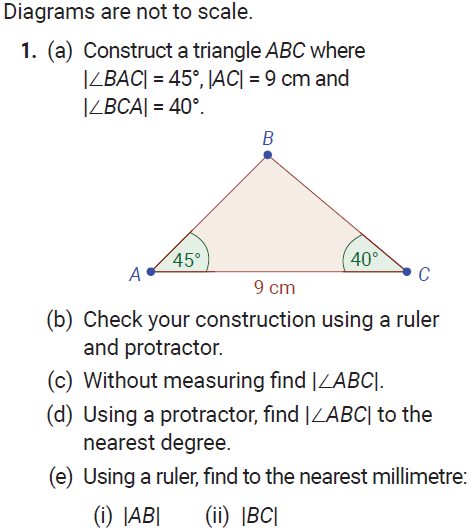 Diagrams are not to scale.
1. (a) Construct a triangle ABC where
|∠BAC| = 45°, |AC| = 9 cm and
|∠BCA| = 40°.
B
45°
40°
A
C
9 cm
(b) Check your construction using a ruler
and protractor.
(c) Without measuring find |∠ABC|.
(d) Using a protractor, find |∠ABC| to the
nearest degree.
(e) Using a ruler, find to the nearest millimetre:
(i) |AB| (ii) |BC|